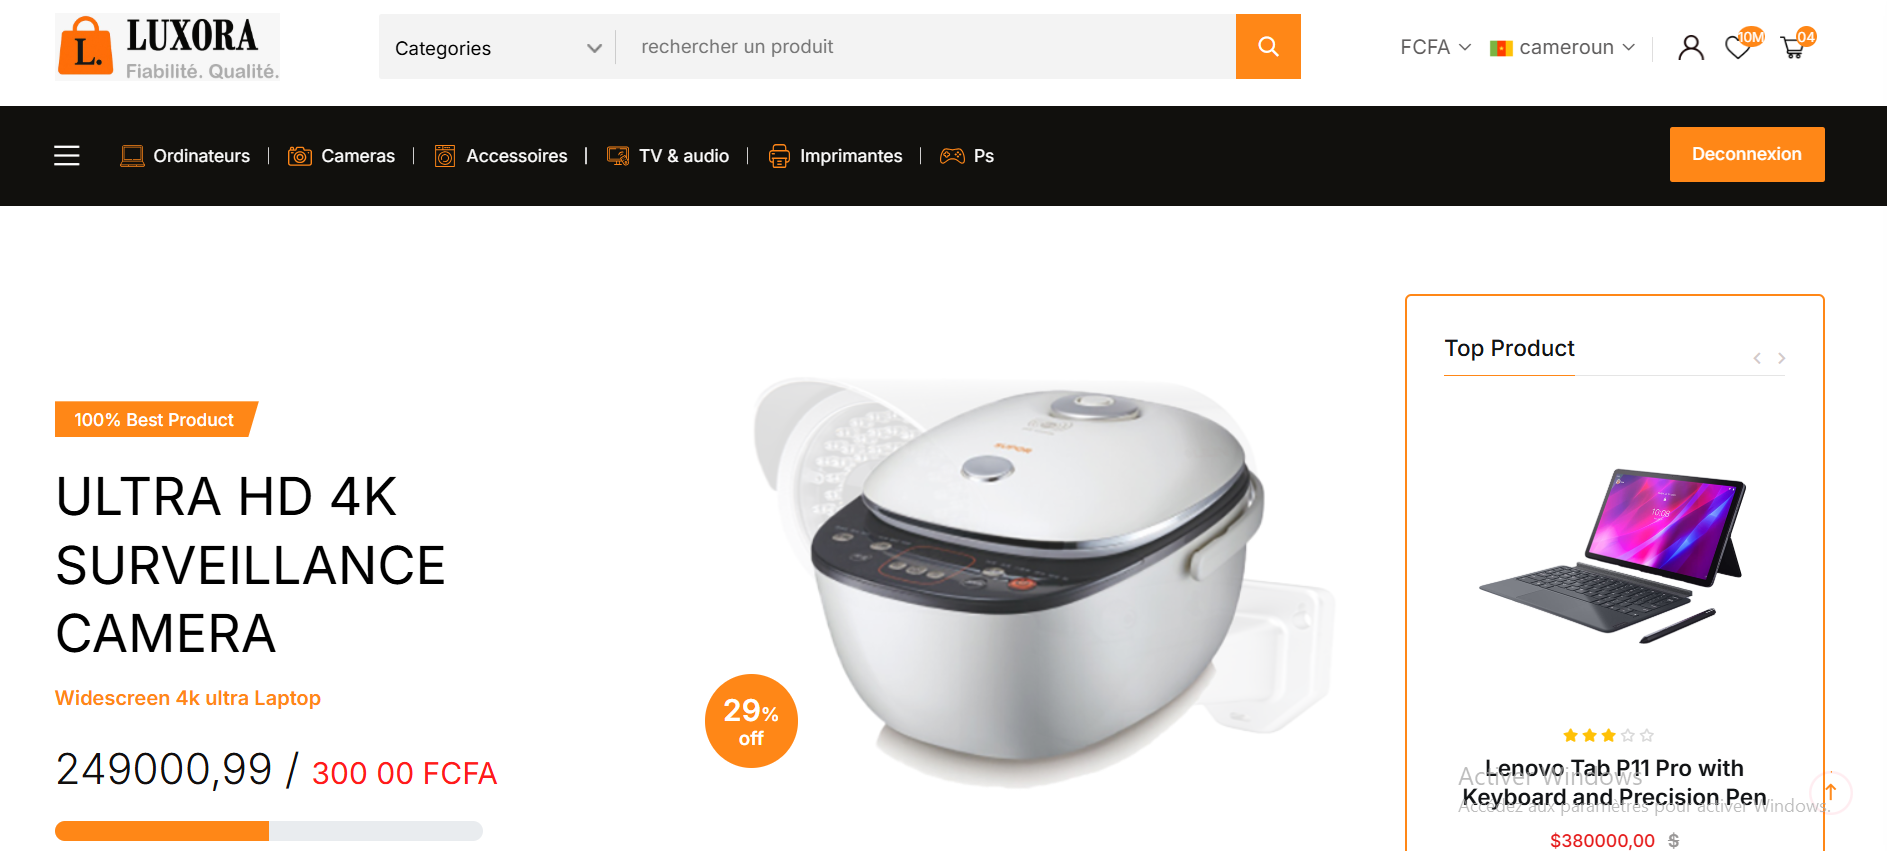 L. LUXORA
Fiabilité. Qualité.
Categories
rechercher un produit
FCFA
cameroun
10M
04
Ordinateurs
Cameras
Accessoires
TV & audio
Imprimantes
Ps
Deconnexion
100% Best Product
ULTRA HD 4K
SURVEILLANCE
CAMERA
Widescreen 4k ultra Laptop
249000,99 / 300 00 FCFA
SUPOR
29%
off
Top Product
10:08
Lenovo Tab P11 Pro with
Keyboard and Precision Pen
$380000,00 $
Activer Windows
Accédez aux paramètres pour activer Windows.